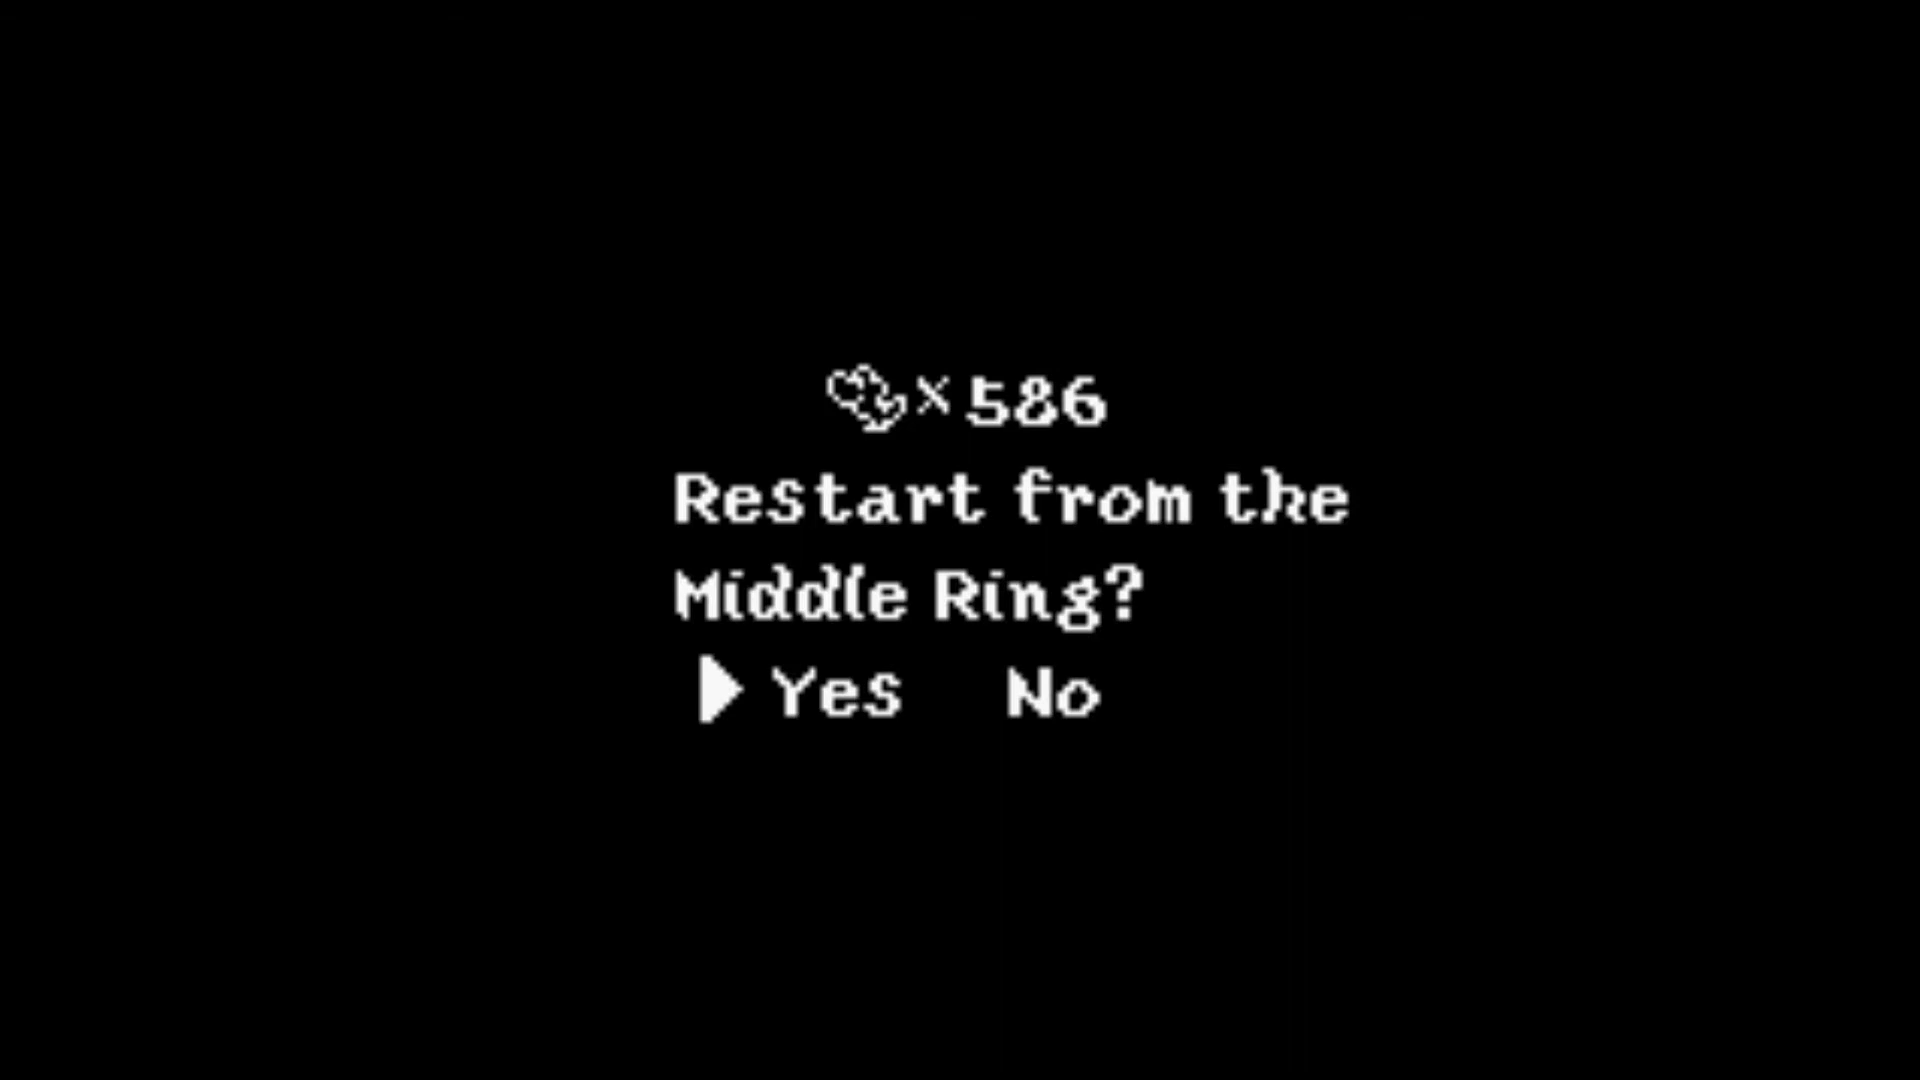 ×586
Restart from the
Middle Ring?
Yes No